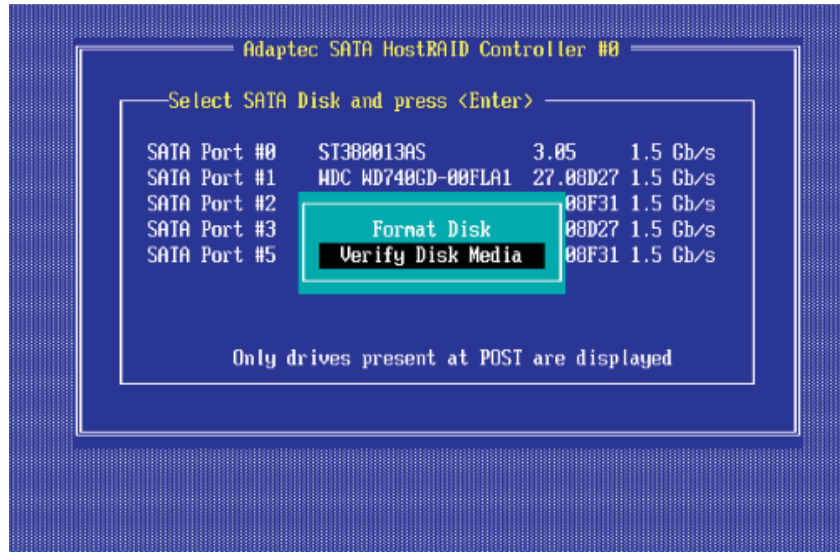 Adaptec SATA HostRAID Controller #0
Select SATA Disk and press <Enter>
SATA Port #0 ST380013AS 3.05 1.5 Gb/s
SATA Port #1 WDC WD740GD-00FLA1 27.08D27 1.5 Gb/s
SATA Port #2 08F31 1.5 Gb/s
SATA Port #3 Format Disk 08D27 1.5 Gb/s
SATA Port #5 Verify Disk Media 08F31 1.5 Gb/s
Only drives present at POST are displayed